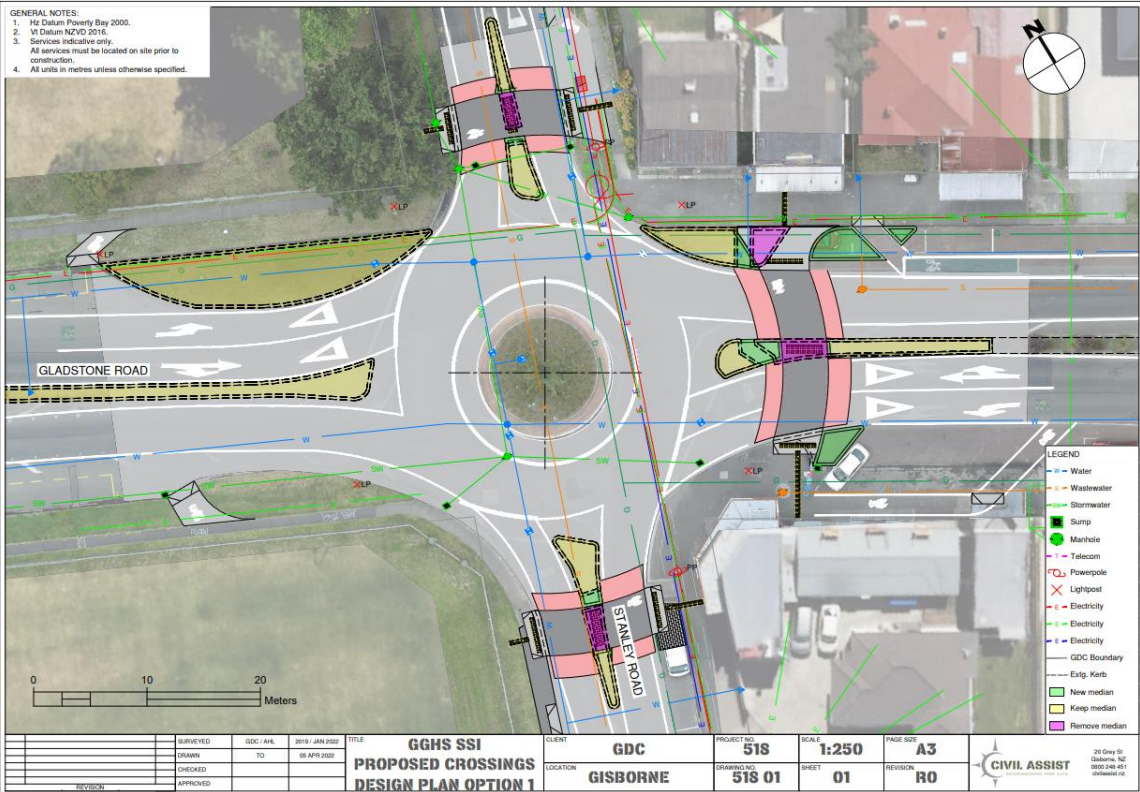 GENERAL NOTES:
1. Hz Datum Poverty Bay 2000.
2. Vt Datum NZVD 2016.
3. Services indicative only.
All services must be located on site prior to
construction.
4. All units in metres unless otherwise specified.
N
LP
LP
LP
LP
LP
PP
PP
GLADSTONE ROAD
STANLEY ROAD
SW
SW
SW
SW
W
W
W
W
W
W
G
G
G
E
E
E
S
0 10 20
Meters
LEGEND
W Water
S Wastewater
SW Stormwater
Sump
Manhole
T Telecom
Powerpole
Lightpost
E Electricity
E Electricity
E Electricity
GDC Boundary
Extg. Kerb
New median
Keep median
Remove median
REVISION
SURVEYED GDC / AHL 2019 / JAN 2022
DRAWN TO 05 APR 2022
CHECKED
APPROVED
TITLE
GGHS SSI
PROPOSED CROSSINGS
DESIGN PLAN OPTION 1
CLIENT
GDC
LOCATION
GISBORNE
PROJECT NO.
518
SCALE
1:250
PAGE SIZE
A3
DRAWING NO.
518 01
SHEET
01
REVISION
R0
CIVIL ASSIST
20 Grey St
Gisborne, NZ
0800 248 451
civilassist.nz